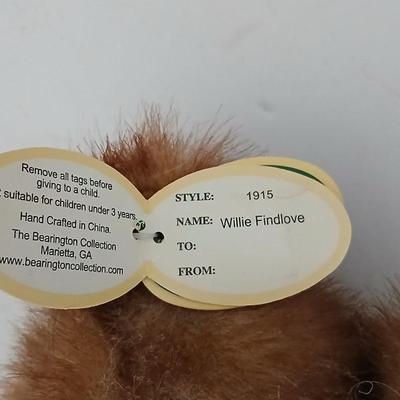 Remove all tags before
giving to a child.
suitable for children under 3 years.
Hand Crafted in China.
The Bearington Collection
Marietta, GA
www.bearingtoncollection.com
STYLE: 1915
NAME: Willie Findlove
TO:
FROM: